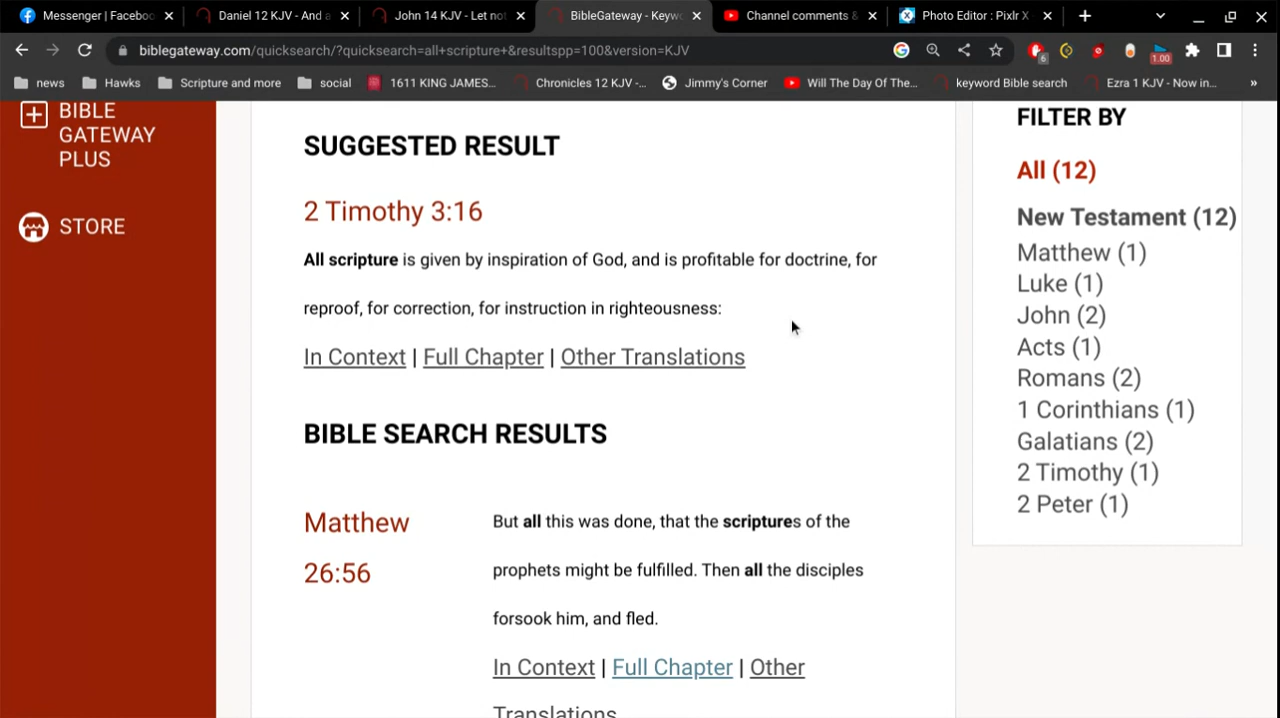 Messenger | Faceboo
Daniel 12 KJV - And a
John 14 KJV - Let not
BibleGateway - Keywo
Channel comments &
Photo Editor : Pixlr X
biblegateway.com/quicksearch/?quicksearch=all+scripture+&resultspp=100&version=KJV
6
1.00
news
Hawks
Scripture and more
social
1611 KING JAMES...
Chronicles 12 KJV -...
Jimmy's Corner
Will The Day Of The...
keyword Bible search
Ezra 1 KJV - Now in...
»
BIBLE
GATEWAY
PLUS
STORE
SUGGESTED RESULT
2 Timothy 3:16
All scripture is given by inspiration of God, and is profitable for doctrine, for
reproof, for correction, for instruction in righteousness:
In Context | Full Chapter | Other Translations
BIBLE SEARCH RESULTS
Matthew
26:56
But all this was done, that the scriptures of the
prophets might be fulfilled. Then all the disciples
forsook him, and fled.
In Context | Full Chapter | Other
Translations
FILTER BY
All (12)
New Testament (12)
Matthew (1)
Luke (1)
John (2)
Acts (1)
Romans (2)
1 Corinthians (1)
Galatians (2)
2 Timothy (1)
2 Peter (1)